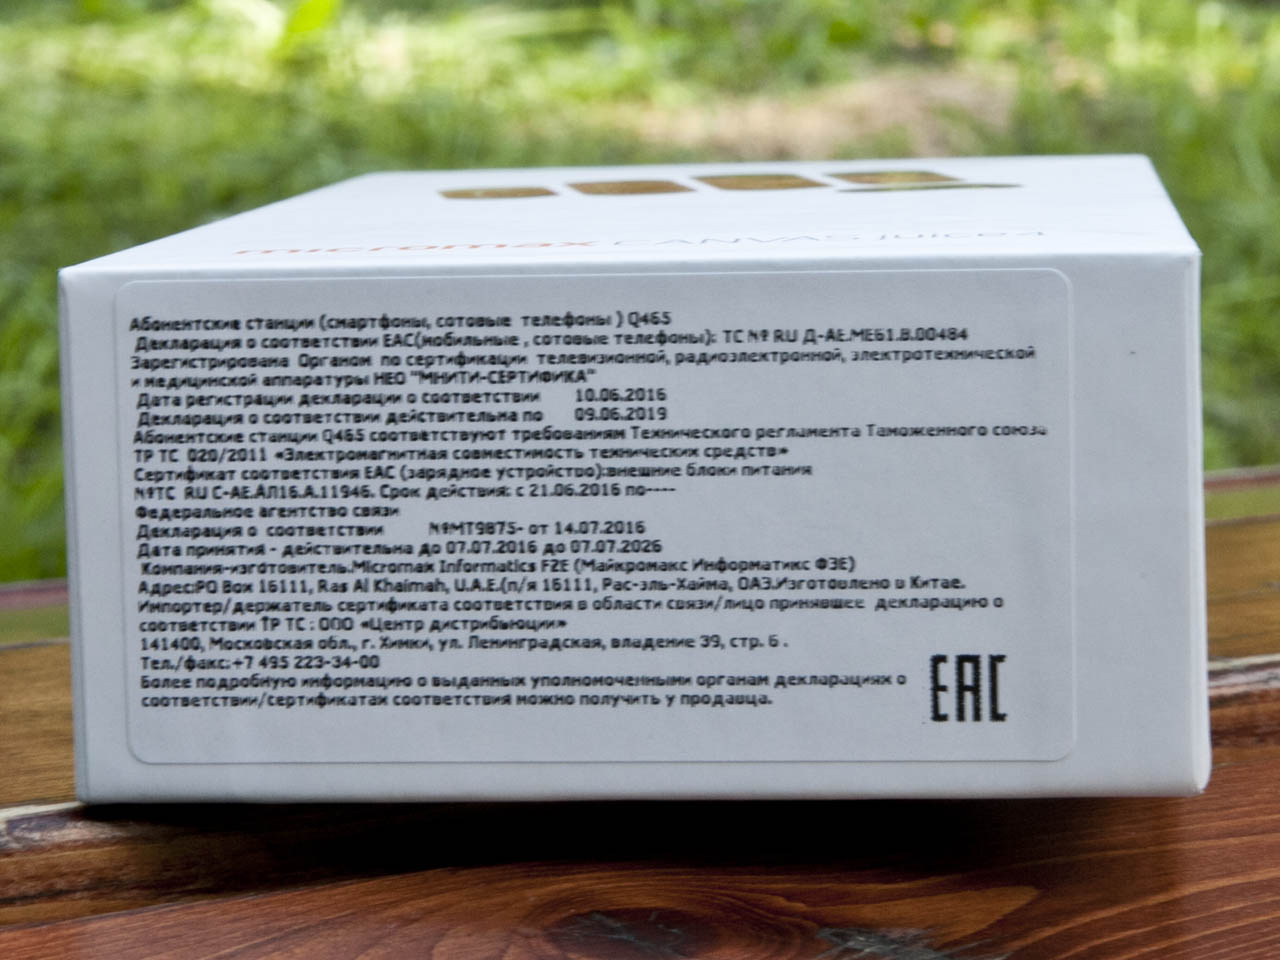 micromax CANVAS Juice4
Абонентские станции (смартфоны, сотовые телефоны ) Q465
Декларация о соответствии ЕАС(мобильные , сотовые телефоны): ТС № RU Д-АЕ.МЕ61.В.00484
Зарегистрирована Органом по сертификации телевизионной, радиоэлектронной, электротехнической
и медицинской аппаратуры НЕО "МНИТИ-СЕРТИФИКА"
Дата регистрации декларации о соответствии 10.06.2016
Декларация о соответствии действительна по 09.06.2019
Абонентские станции Q465 соответствуют требованиям Технического регламента Таможенного союза
ТР ТС 020/2011 «Электромагнитная совместимость технических средств»
Сертификат соответствия ЕАС (зарядное устройство):внешние блоки питания
№ТС RU С-АЕ.АЛ16.А.11946. Срок действия: с 21.06.2016 по----
Федеральное агентство связи
Декларация о соответствии №МТ9875- от 14.07.2016
Дата принятия - действительна до 07.07.2016 до 07.07.2026
Компания-изготовитель.Micromax Informatics FZE (Майкромакс Информатикс ФЗЕ)
Адрес:PO Box 16111, Ras Al Khaimah, U.A.E.(п/я 16111, Рас-эль-Хайма, ОАЭ.Изготовлено в Китае.
Импортер/держатель сертификата соответствия в области связи/лицо принявшее декларацию о
соответствии ТР ТС : ООО «Центр дистрибьюции»
141400, Московская обл., г. Химки, ул. Ленинградская, владение 39, стр. 6 .
Тел./факс:+7 495 223-34-00
Более подробную информацию о выданных уполномоченными органам декларациях о
соответствии/сертификатах соответствия можно получить у продавца.
ЕАС